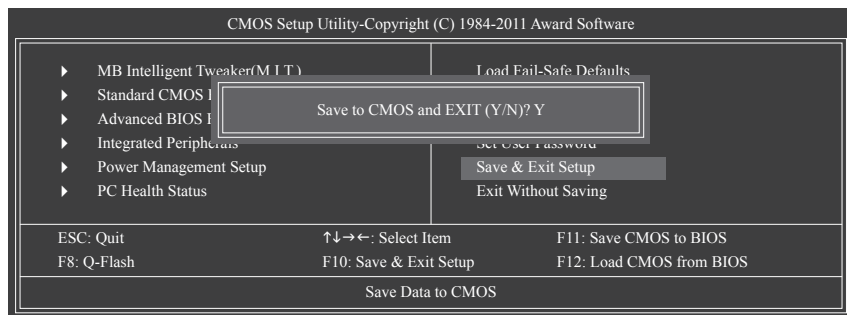 CMOS Setup Utility-Copyright (C) 1984-2011 Award Software
MB Intelligent Tweaker(M.I.T.)
Standard CMOS
Advanced BIOS
Integrated Peripherals
Power Management Setup
PC Health Status
Load Fail-Safe Defaults
Set User Password
Save & Exit Setup
Exit Without Saving
Save to CMOS and EXIT (Y/N)? Y
ESC: Quit ↑↓→←: Select Item F11: Save CMOS to BIOS
F8: Q-Flash F10: Save & Exit Setup F12: Load CMOS from BIOS
Save Data to CMOS